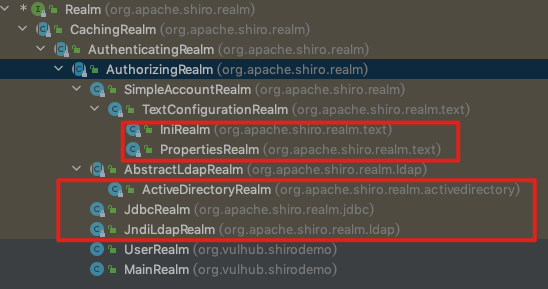 * Realm (org.apache.shiro.realm)
CachingRealm (org.apache.shiro.realm)
AuthenticatingRealm (org.apache.shiro.realm)
AuthorizingRealm (org.apache.shiro.realm)
SimpleAccountRealm (org.apache.shiro.realm)
TextConfigurationRealm (org.apache.shiro.realm.text)
IniRealm (org.apache.shiro.realm.text)
PropertiesRealm (org.apache.shiro.realm.text)
AbstractLdapRealm (org.apache.shiro.realm.ldap)
ActiveDirectoryRealm (org.apache.shiro.realm.activedirectory)
JdbcRealm (org.apache.shiro.realm.jdbc)
JndiLdapRealm (org.apache.shiro.realm.ldap)
UserRealm (org.vulhub.shirodemo)
MainRealm (org.vulhub.shirodemo)